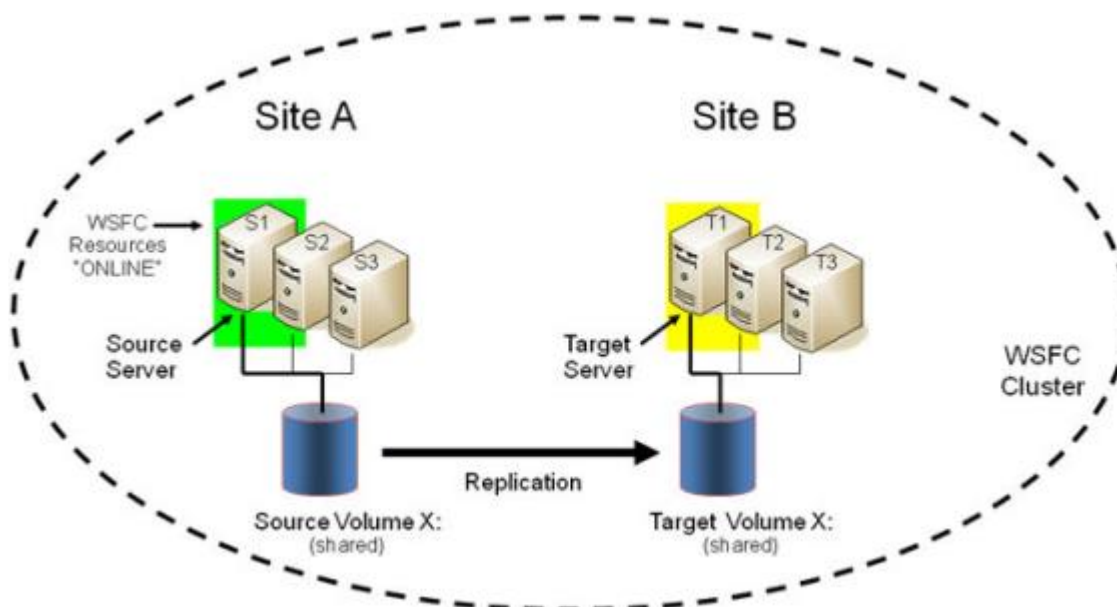 Site A
Site B
WSFC
Resources
"ONLINE"
S1
S2
S3
T1
T2
T3
Source
Server
Target
Server
WSFC
Cluster
Replication
Source Volume X:
(shared)
Target Volume X:
(shared)